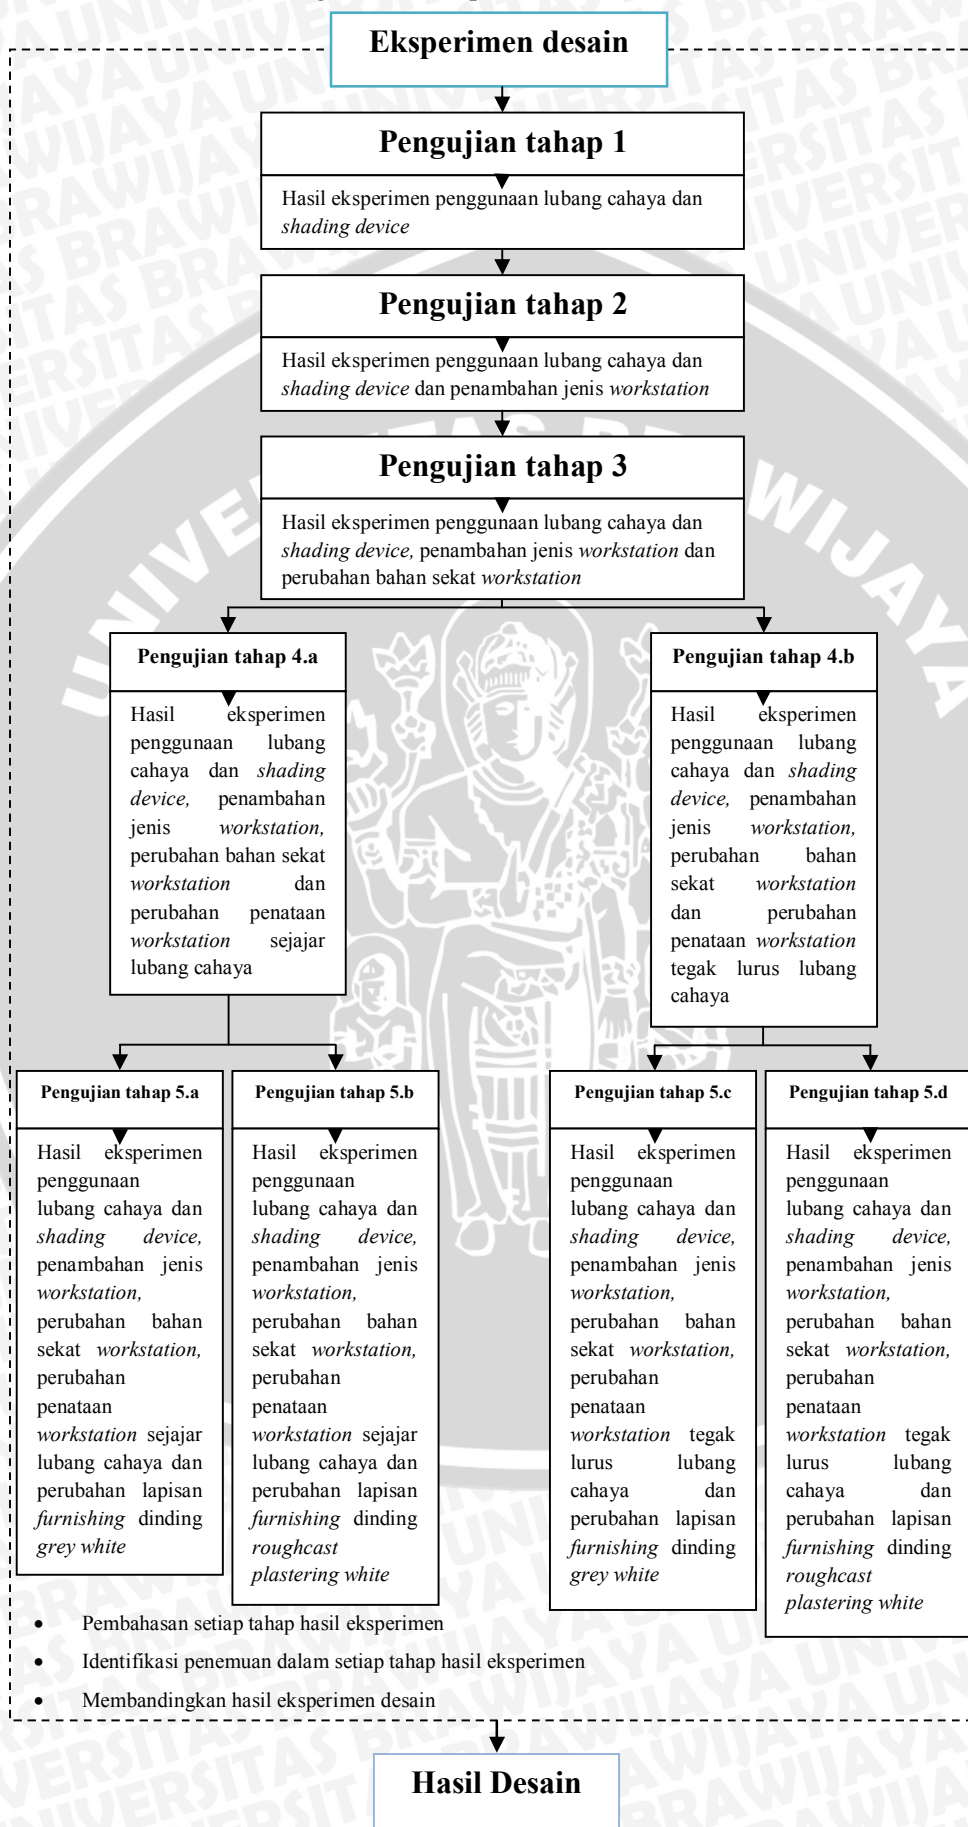 Eksperimen desain
Pengujian tahap 1
Hasil eksperimen penggunaan lubang cahaya dan
shading device
Pengujian tahap 2
Hasil eksperimen penggunaan lubang cahaya dan
shading device dan penambahan jenis workstation
Pengujian tahap 3
Hasil eksperimen penggunaan lubang cahaya dan
shading device, penambahan jenis workstation dan
perubahan bahan sekat workstation
Pengujian tahap 4.a
Hasil eksperimen
penggunaan lubang
cahaya dan shading
device, penambahan
jenis workstation,
perubahan bahan sekat
workstation dan
perubahan penataan
workstation sejajar
lubang cahaya
Pengujian tahap 4.b
Hasil eksperimen
penggunaan lubang
cahaya dan shading
device, penambahan
jenis workstation,
perubahan bahan
sekat workstation
dan perubahan
penataan workstation
tegak lurus lubang
cahaya
Pengujian tahap 5.a
Hasil eksperimen
penggunaan
lubang cahaya dan
shading device,
penambahan jenis
workstation,
perubahan bahan
sekat workstation,
perubahan
penataan
workstation sejajar
lubang cahaya dan
perubahan lapisan
furnishing dinding
grey white
Pengujian tahap 5.b
Hasil eksperimen
penggunaan
lubang cahaya dan
shading device,
penambahan jenis
workstation,
perubahan bahan
sekat workstation,
perubahan
penataan
workstation sejajar
lubang cahaya dan
perubahan lapisan
furnishing dinding
roughcast
plastering white
Pengujian tahap 5.c
Hasil eksperimen
penggunaan
lubang cahaya dan
shading device,
penambahan jenis
workstation,
perubahan bahan
sekat workstation,
perubahan
penataan
workstation tegak
lurus lubang
cahaya dan
perubahan lapisan
furnishing dinding
grey white
Pengujian tahap 5.d
Hasil eksperimen
penggunaan
lubang cahaya dan
shading device,
penambahan jenis
workstation,
perubahan bahan
sekat workstation,
perubahan
penataan
workstation tegak
lurus lubang
cahaya dan
perubahan lapisan
furnishing dinding
roughcast
plastering white
• Pembahasan setiap tahap hasil eksperimen
• Identifikasi penemuan dalam setiap tahap hasil eksperimen
• Membandingkan hasil eksperimen desain
Hasil Desain